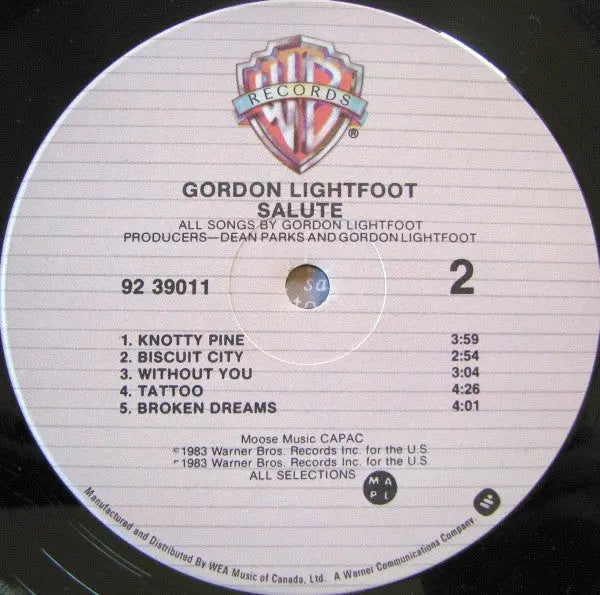 WB
RECORDS
®
GORDON LIGHTFOOT
SALUTE
ALL SONGS BY GORDON LIGHTFOOT
PRODUCERS—DEAN PARKS AND GORDON LIGHTFOOT
92 39011
2
1. KNOTTY PINE 3:59
2. BISCUIT CITY 2:54
3. WITHOUT YOU 3:04
4. TATTOO 4:26
5. BROKEN DREAMS 4:01
Moose Music CAPAC
©1983 Warner Bros. Records Inc. for the U.S.
℗1983 Warner Bros. Records Inc. for the U.S.
ALL SELECTIONS
M A
P L
Manufactured and Distributed By WEA Music of Canada, Ltd. A Warner Communications Company